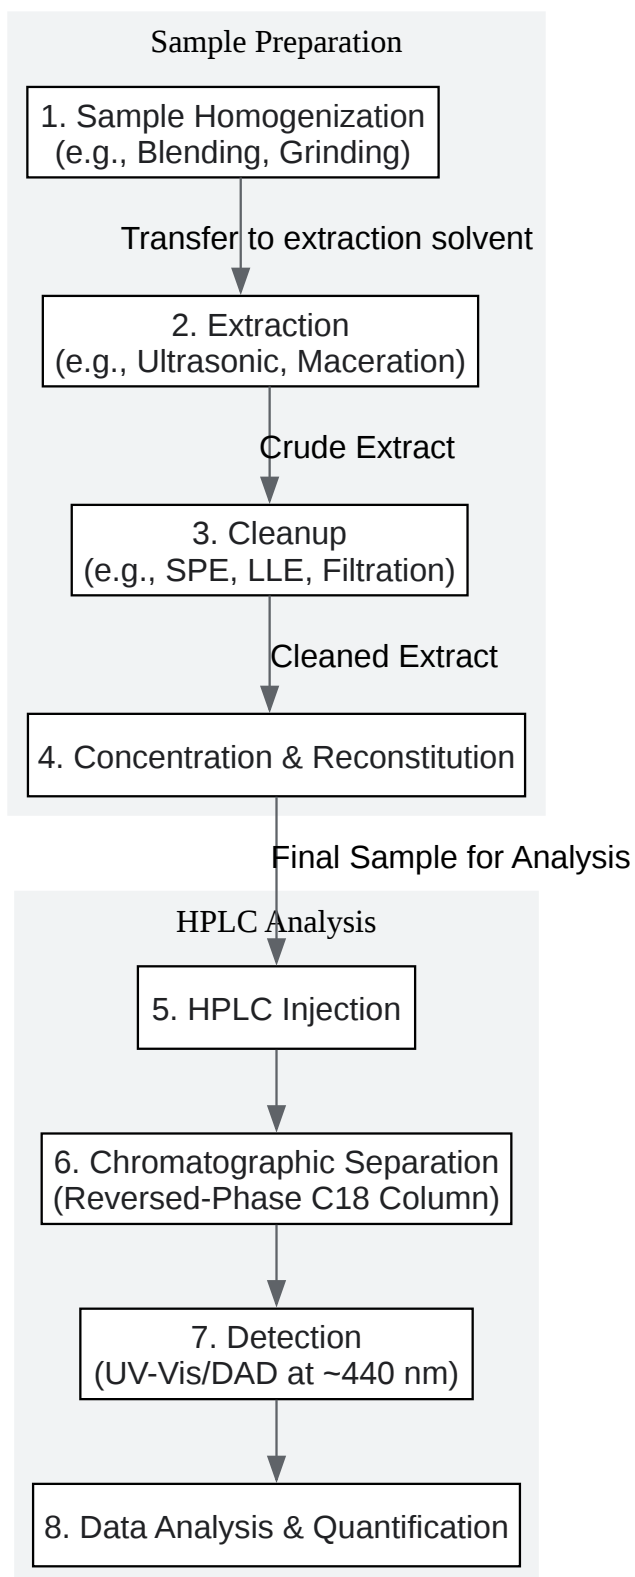 Sample Preparation
1. Sample Homogenization
(e.g., Blending, Grinding)
Transfer to extraction solvent
2. Extraction
(e.g., Ultrasonic, Maceration)
Crude Extract
3. Cleanup
(e.g., SPE, LLE, Filtration)
Cleaned Extract
4. Concentration & Reconstitution
Final Sample for Analysis
HPLC Analysis
5. HPLC Injection
6. Chromatographic Separation
(Reversed-Phase C18 Column)
7. Detection
(UV-Vis/DAD at ~440 nm)
8. Data Analysis & Quantification